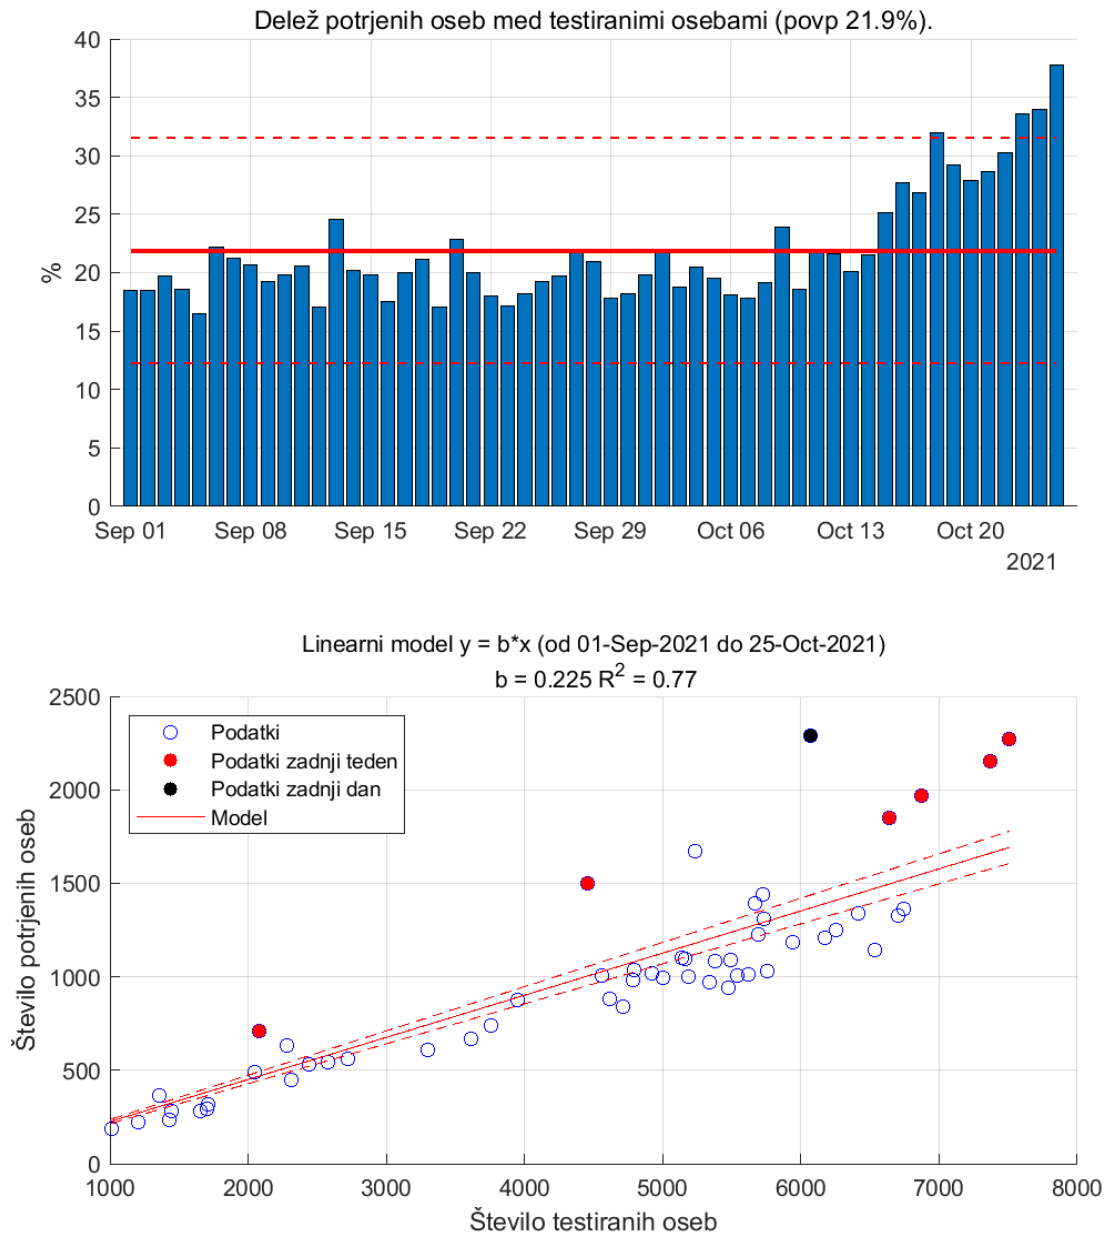 Delež potrjenih oseb med testiranimi osebami (povp 21.9%).
40
35
30
25
20
15
10
5
0
%
Sep 01 Sep 08 Sep 15 Sep 22 Sep 29 Oct 06 Oct 13 Oct 20
2021
Linearni model y = b*x (od 01-Sep-2021 do 25-Oct-2021)
b = 0.225 R² = 0.77
2500
2000
1500
1000
500
0
Število potrjenih oseb
Podatki
Podatki zadnji teden
Podatki zadnji dan
Model
1000 2000 3000 4000 5000 6000 7000 8000
Število testiranih oseb